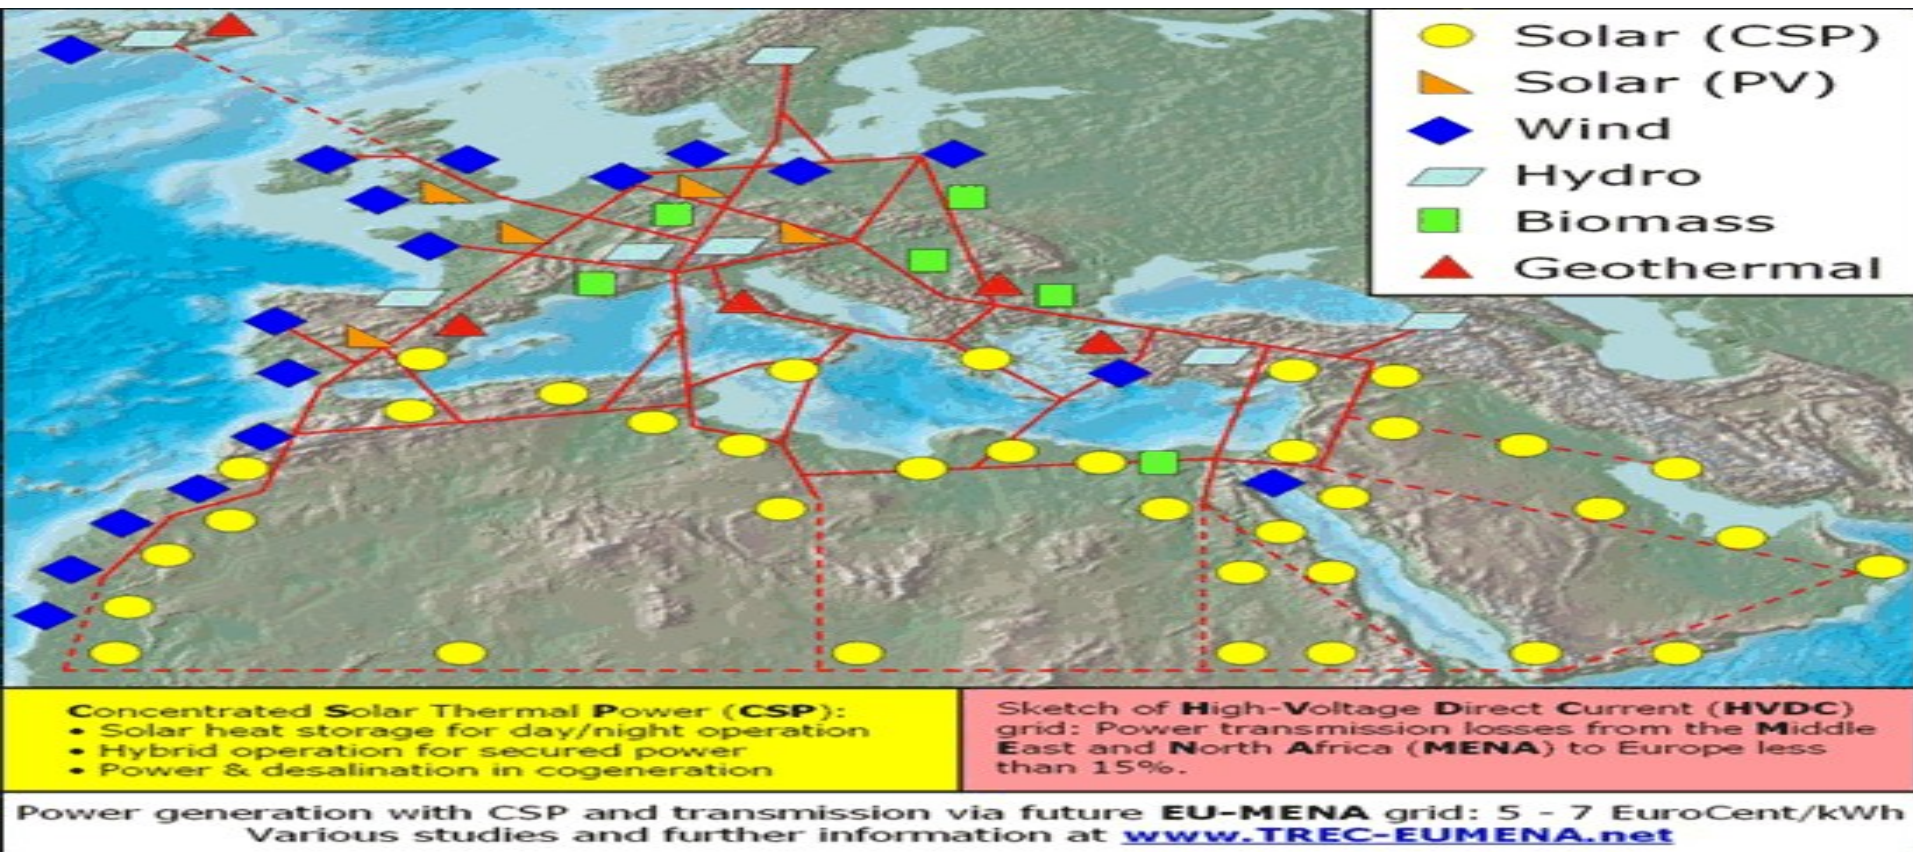 Solar (CSP)
Solar (PV)
Wind
Hydro
Biomass
Geothermal
Concentrated Solar Thermal Power (CSP):
• Solar heat storage for day/night operation
• Hybrid operation for secured power
• Power & desalination in cogeneration
Sketch of High-Voltage Direct Current (HVDC)
grid: Power transmission losses from the Middle
East and North Africa (MENA) to Europe less
than 15%.
Power generation with CSP and transmission via future EU-MENA grid: 5 - 7 EuroCent/kWh
Various studies and further information at www.TREC-EUMENA.net